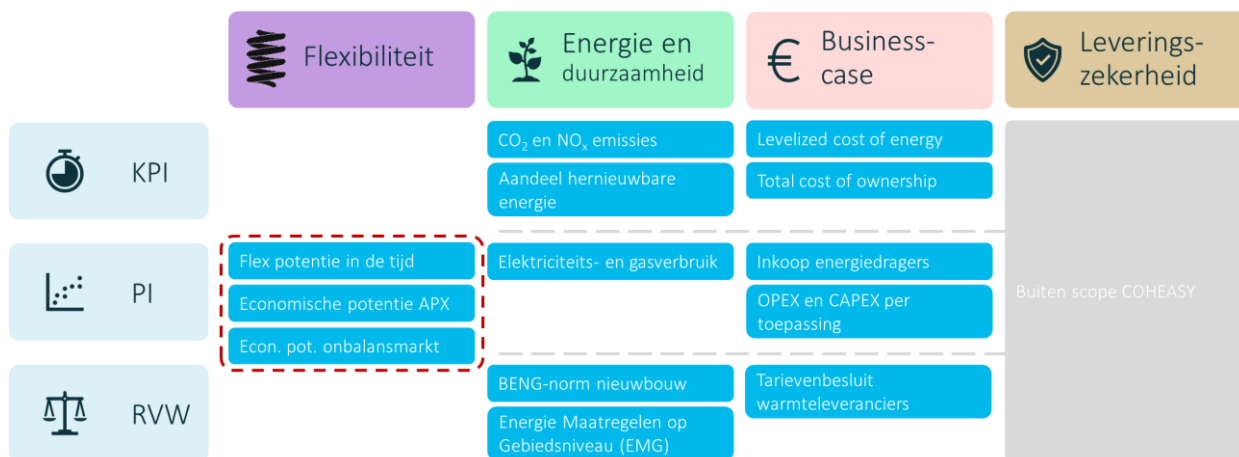 Flexibiliteit
Energie en
duurzaamheid
€
Business-
case
Leverings-
zekerheid
KPI
CO₂ en NOₓ emissies
Aandeel hernieuwbare
energie
Levelized cost of energy
Total cost of ownership
PI
Flex potentie in de tijd
Economische potentie APX
Econ. pot. onbalansmarkt
Elektriciteits- en gasverbruik
Inkoop energiedragers
OPEX en CAPEX per
toepassing
Buiten scope COHEASY
RVW
BENG-norm nieuwbouw
Energie Maatregelen op
Gebiedsniveau (EMG)
Tarievenbesluit
warmteleveranciers